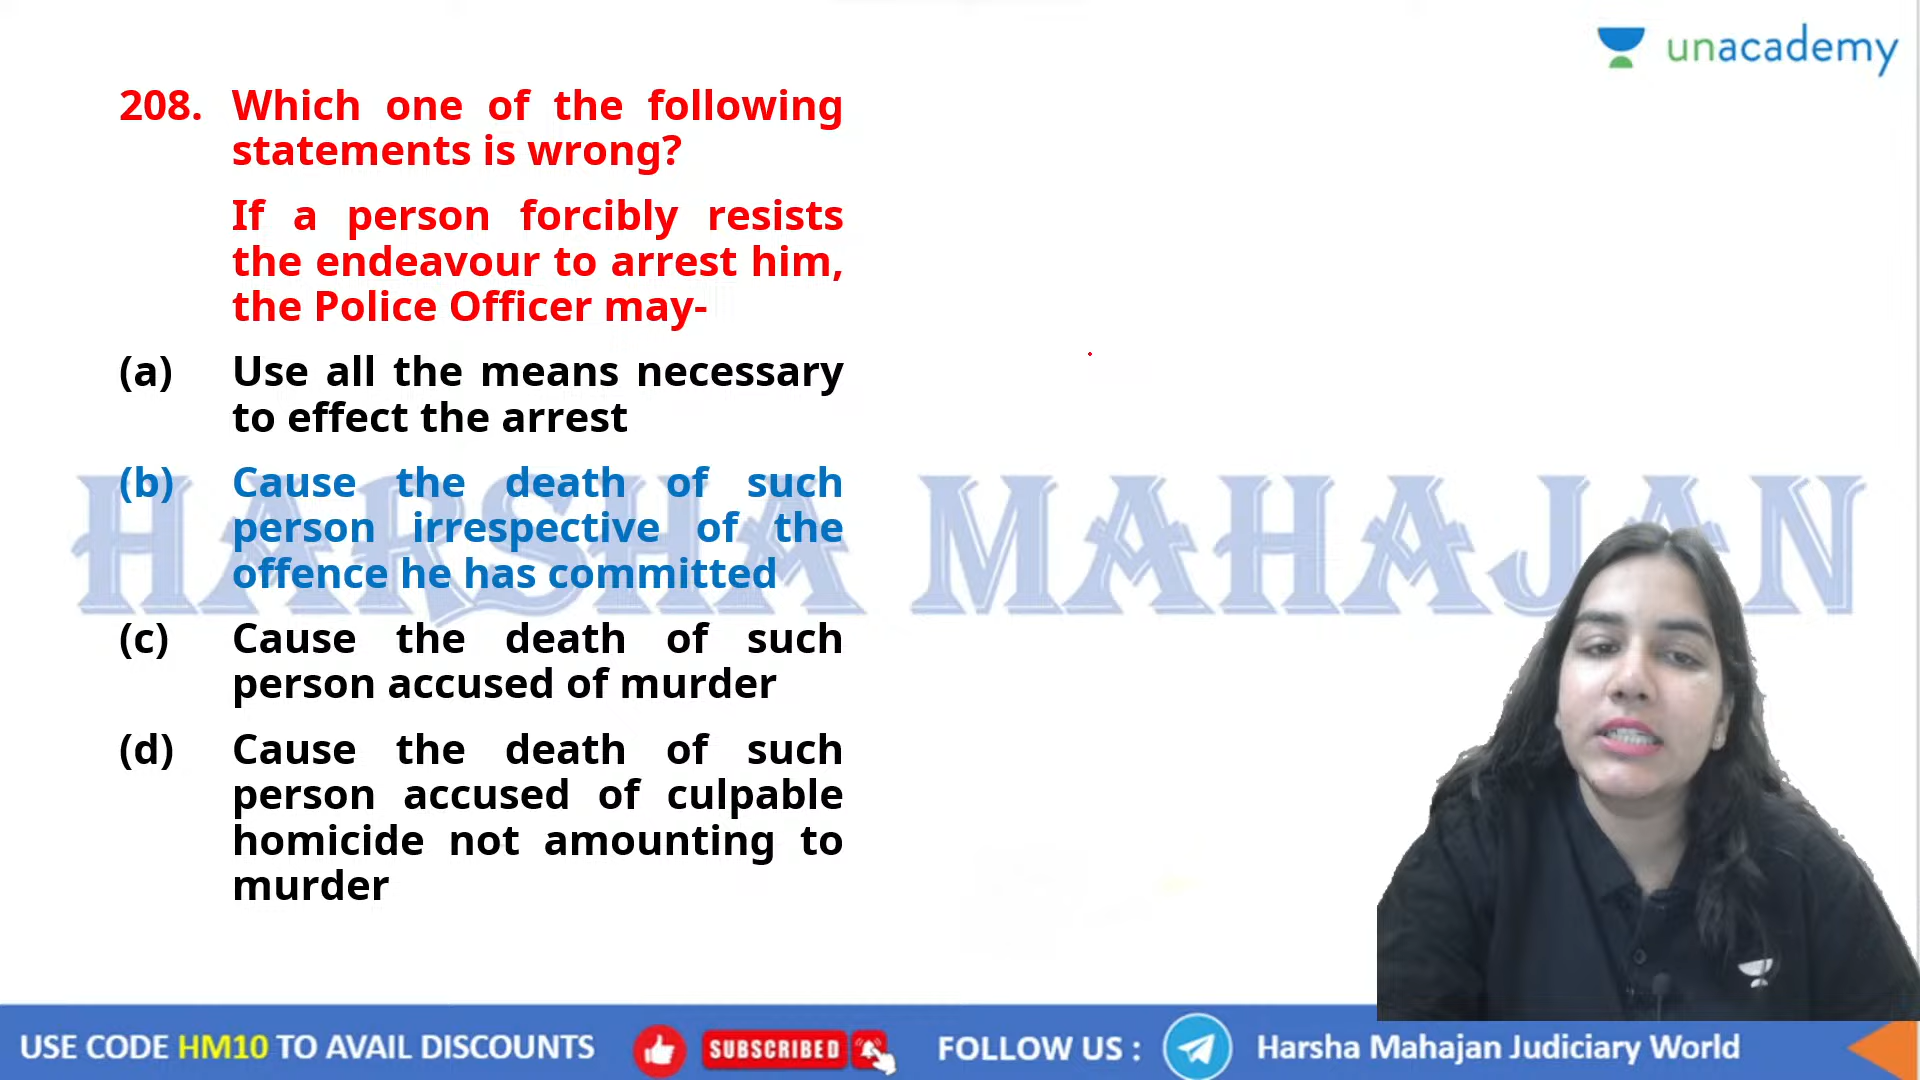 unacademy
208. Which one of the following
statements is wrong?
If a person forcibly resists
the endeavour to arrest him,
the Police Officer may-
(a) Use all the means necessary
to effect the arrest
(b) Cause the death of such
person irrespective of the
offence he has committed
(c) Cause the death of such
person accused of murder
(d) Cause the death of such
person accused of culpable
homicide not amounting to
murder
HARSHA MAHAJAN
USE CODE HM10 TO AVAIL DISCOUNTS
SUBSCRIBED
FOLLOW US :
Harsha Mahajan Judiciary World